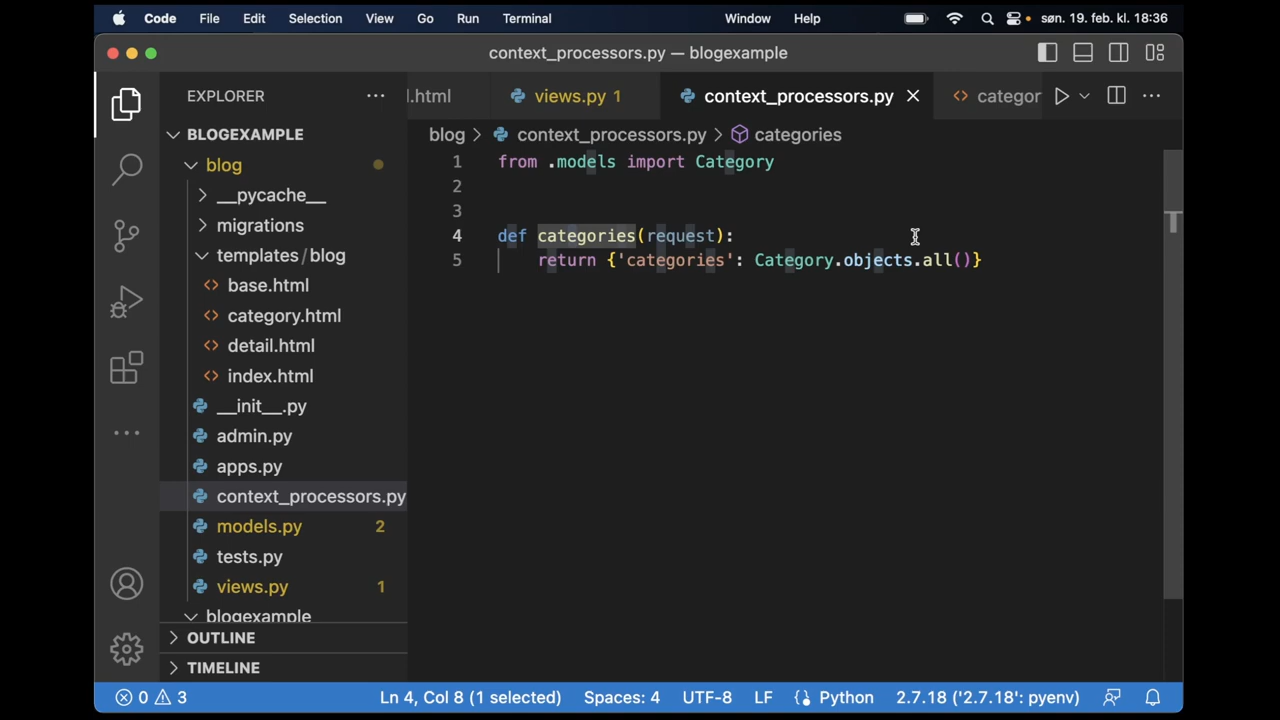 Code File Edit Selection View Go Run Terminal Window Help søn. 19. feb. kl. 18:36
context_processors.py — blogexample
EXPLORER
BLOGEXAMPLE
blog
__pycache__
migrations
templates/blog
base.html
category.html
detail.html
index.html
__init__.py
admin.py
apps.py
context_processors.py
models.py 2
tests.py
views.py 1
blogexample
OUTLINE
TIMELINE
l.html views.py 1 context_processors.py categor
blog > context_processors.py > categories
1 from .models import Category
2
3
4 def categories(request):
5 return {'categories': Category.objects.all()}
0 3 Ln 4, Col 8 (1 selected) Spaces: 4 UTF-8 LF Python 2.7.18 ('2.7.18': pyenv)